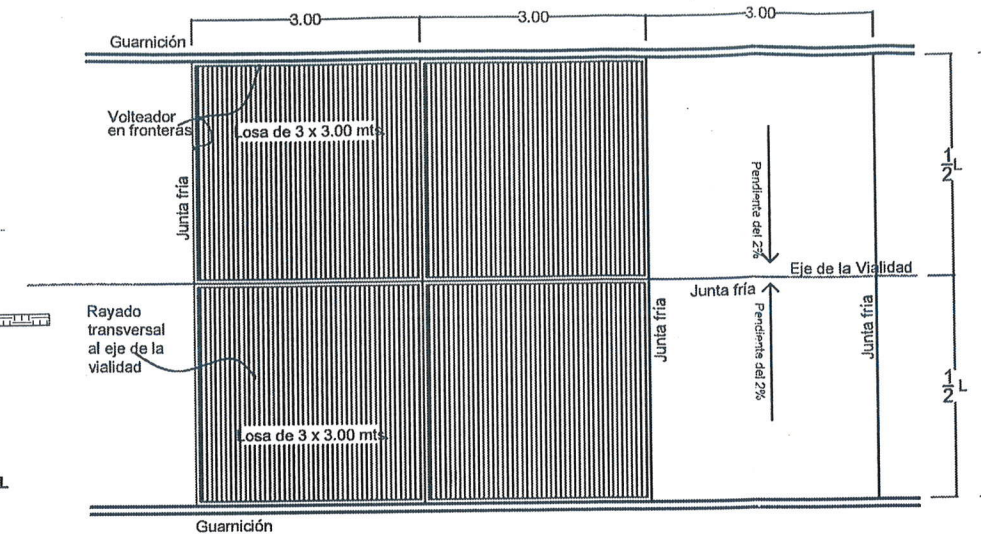 3.00
3.00
3.00
Guarnición
Volteador
en fronteras
Losa de 3 x 3.00 mts.
Junta fría
Pendiente del 2%
1/2 L
Eje de la Vialidad
Junta fría
Rayado
transversal
al eje de la
vialidad
Junta fría
Pendiente del 2%
Junta fría
1/2 L
Losa de 3 x 3.00 mts.
L
Guarnición